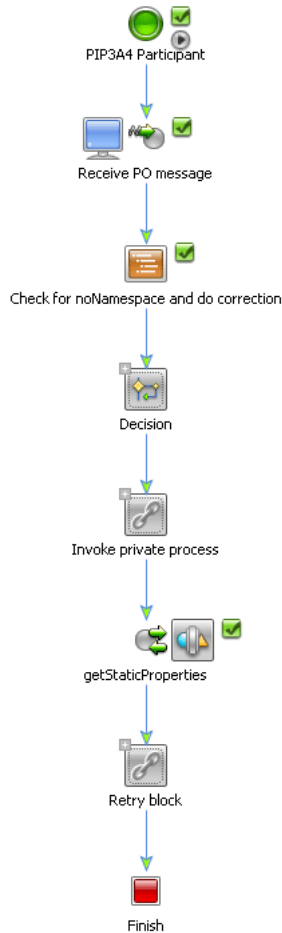 PIP3A4 Participant
Receive PO message
Check for noNamespace and do correction
Decision
Invoke private process
getStaticProperties
Retry block
Finish